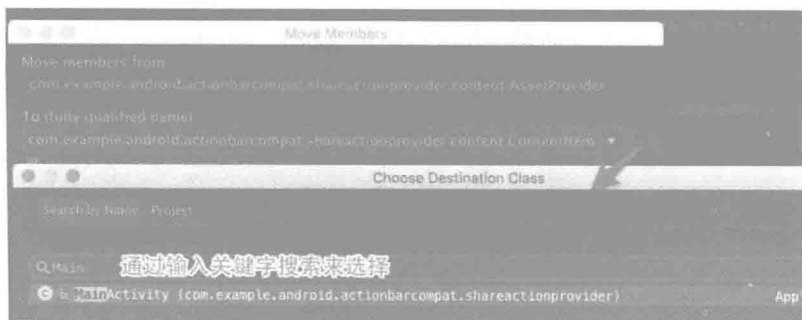 Move Members
Move members from
com.example.android.actionbarcompat.shareactionprovider.content.AssetProvider
To (fully qualified name)
com.example.android.actionbarcompat.shareactionprovider.content.ContentItem
Choose Destination Class
Search by Name Project
Main
通过输入关键字搜索来选择
MainActivity (com.example.android.actionbarcompat.shareactionprovider)
App